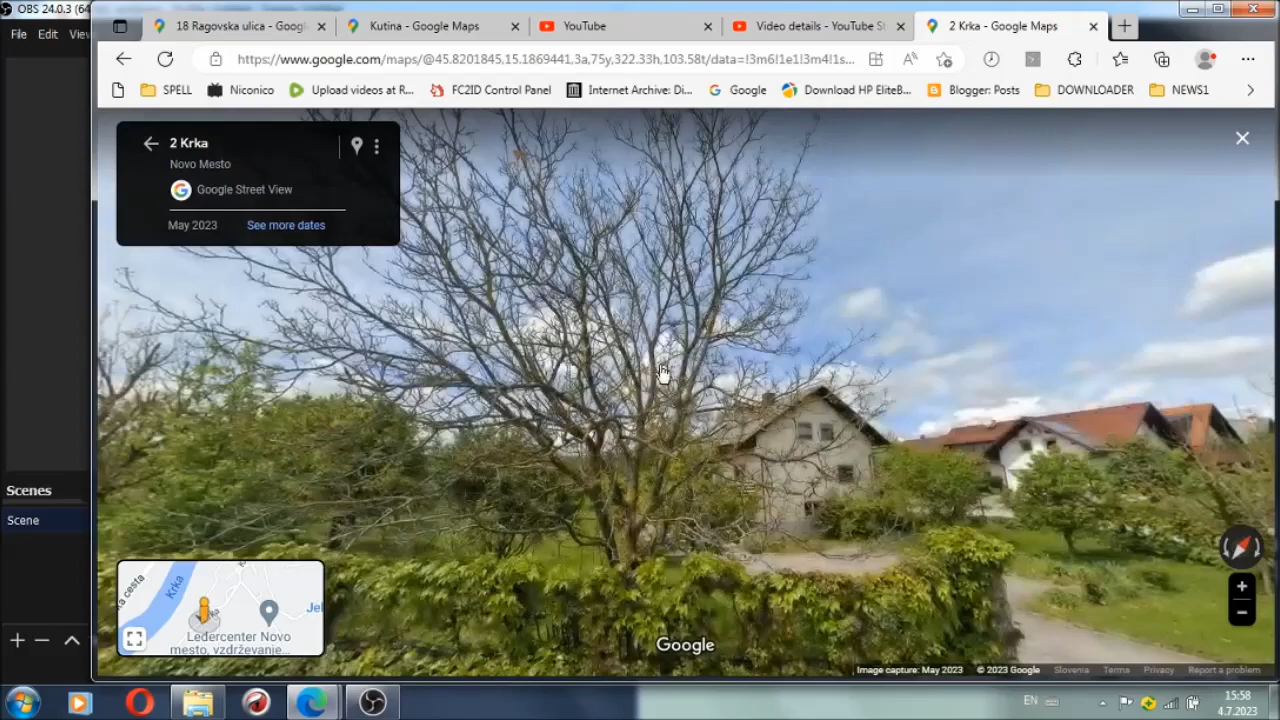 OBS 24.0.3 (64
File Edit View
18 Ragovska ulica - Googl
Kutina - Google Maps
YouTube
Video details - YouTube St
2 Krka - Google Maps
https://www.google.com/maps/@45.8201845,15.1869441,3a,75y,322.33h,103.58t/data=!3m6!1e1!3m4!1s...
SPELL
Niconico
Upload videos at R...
FC2ID Control Panel
Internet Archive: Di...
Google
Download HP EliteB...
Blogger: Posts
DOWNLOADER
NEWS1
2 Krka
Novo Mesto
Google Street View
May 2023 See more dates
Scenes
Scene
ka cesta
Krka
Jel
Ledercenter Novo
mesto, vzdrževanje...
Google
Image capture: May 2023 © 2023 Google Slovenia Terms Privacy Report a problem
EN
15:58
4.7.2023